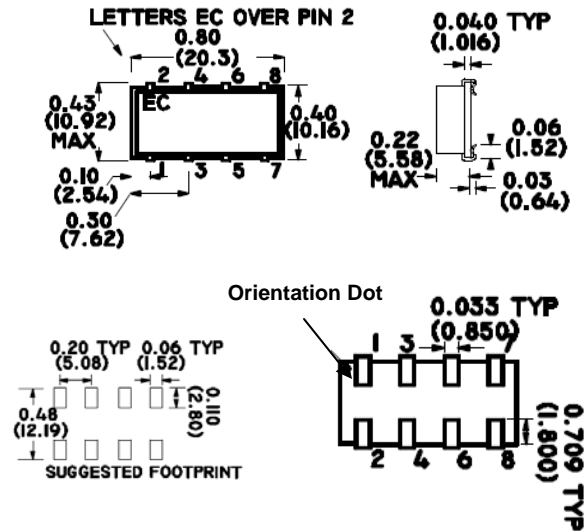 LETTERS EC OVER PIN 2
0.80
(20.3)
2 4 6 8
EC
0.43
(10.92)
MAX
0.40
(10.16)
0.10
(2.54)
1 3 5 7
0.30
(7.62)
0.040 TYP
(1.016)
0.22
(5.58)
MAX
0.06
(1.52)
0.03
(0.64)
Orientation Dot
0.033 TYP
(0.850)
1 3 7
2 4 6 8
0.709 TYP
(1.800)
0.20 TYP
(5.08)
0.06 TYP
(1.52)
0.110
(2.80)
0.48
(12.19)
SUGGESTED FOOTPRINT